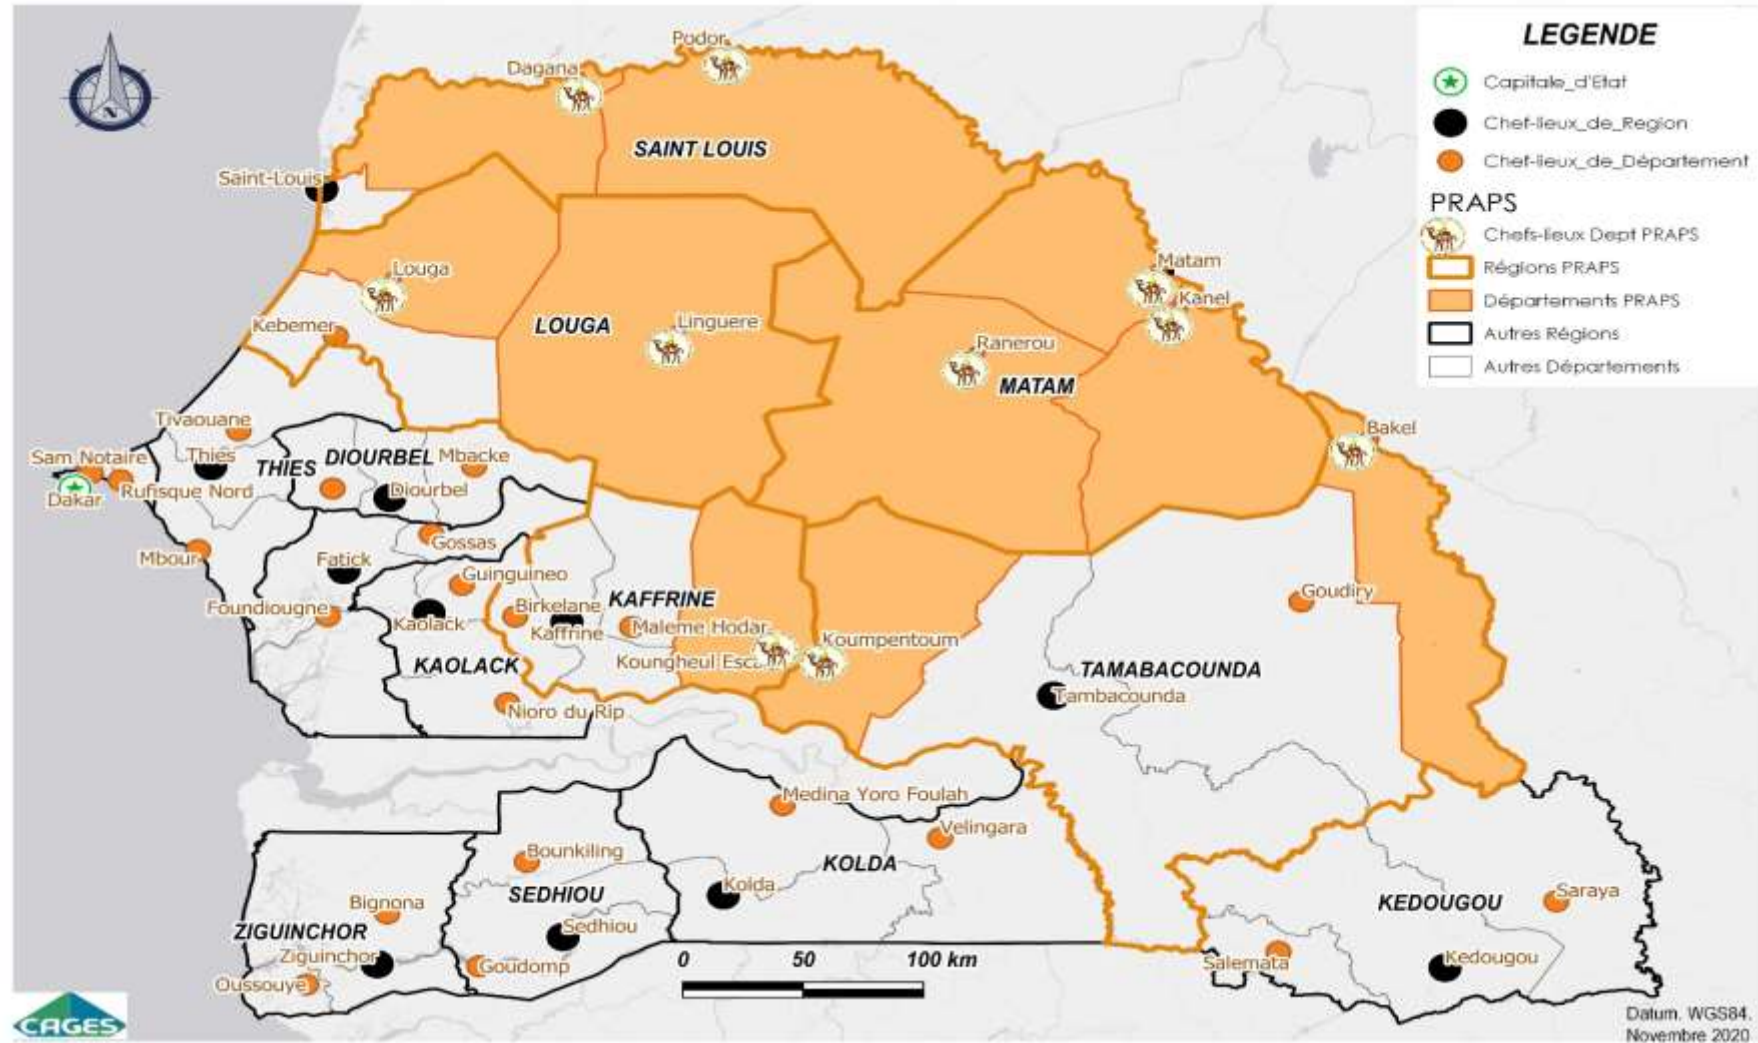 LEGENDE
Capitale_d'Etat
Chef-lieux_de_Region
Chef-lieux_de_Département
PRAPS
Chefs-lieux Dept PRAPS
Régions PRAPS
Départements PRAPS
Autres Régions
Autres Départements
N
Podor
Dagana
SAINT LOUIS
Saint-Louis
Matam
Louga
Kanel
Linguere
LOUGA
Kebemer
Ranerou
MATAM
Tivaouane
Bakel
Sam Notaire
Thies
THIES
DIOURBEL
Mbacke
Dakar
Rufisque Nord
Diourbel
Gossas
Mbour
Fatick
Guinguineo
Goudiry
KAFFRINE
Foundiougne
Birkelane
Kaolack
Kaffrine
Maleme Hodar
Koumpentoum
Koungheul Esc
KAOLACK
TAMABACOUNDA
Tambacounda
Nioro du Rip
Medina Yoro Foulah
Velingara
Bounkiling
KOLDA
Kolda
SEDHIOU
Saraya
KEDOUGOU
Bignona
Sedhiou
ZIGUINCHOR
Ziguinchor
Goudomp
Salemata
Kedougou
Oussouye
0 50 100 km
CAGES
Datum. WGS84.
Novembre 2020